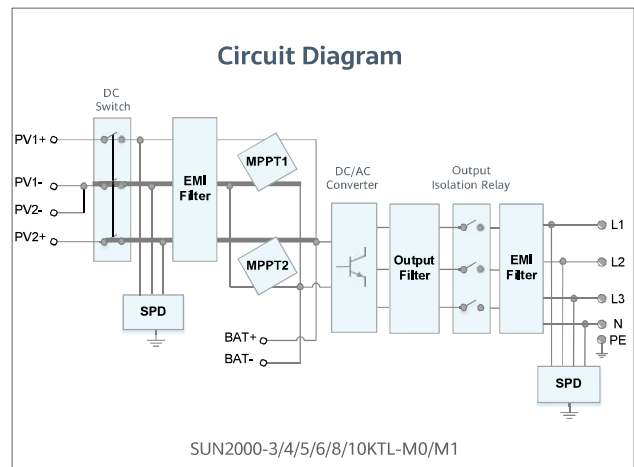 Circuit Diagram
DC
Switch
PV1+
PV1-
PV2-
PV2+
EMI
Filter
SPD
MPPT1
MPPT2
BAT+
BAT-
DC/AC
Converter
Output
Filter
Output
Isolation Relay
EMI
Filter
L1
L2
L3
N
PE
SPD
SUN2000-3/4/5/6/8/10KTL-M0/M1